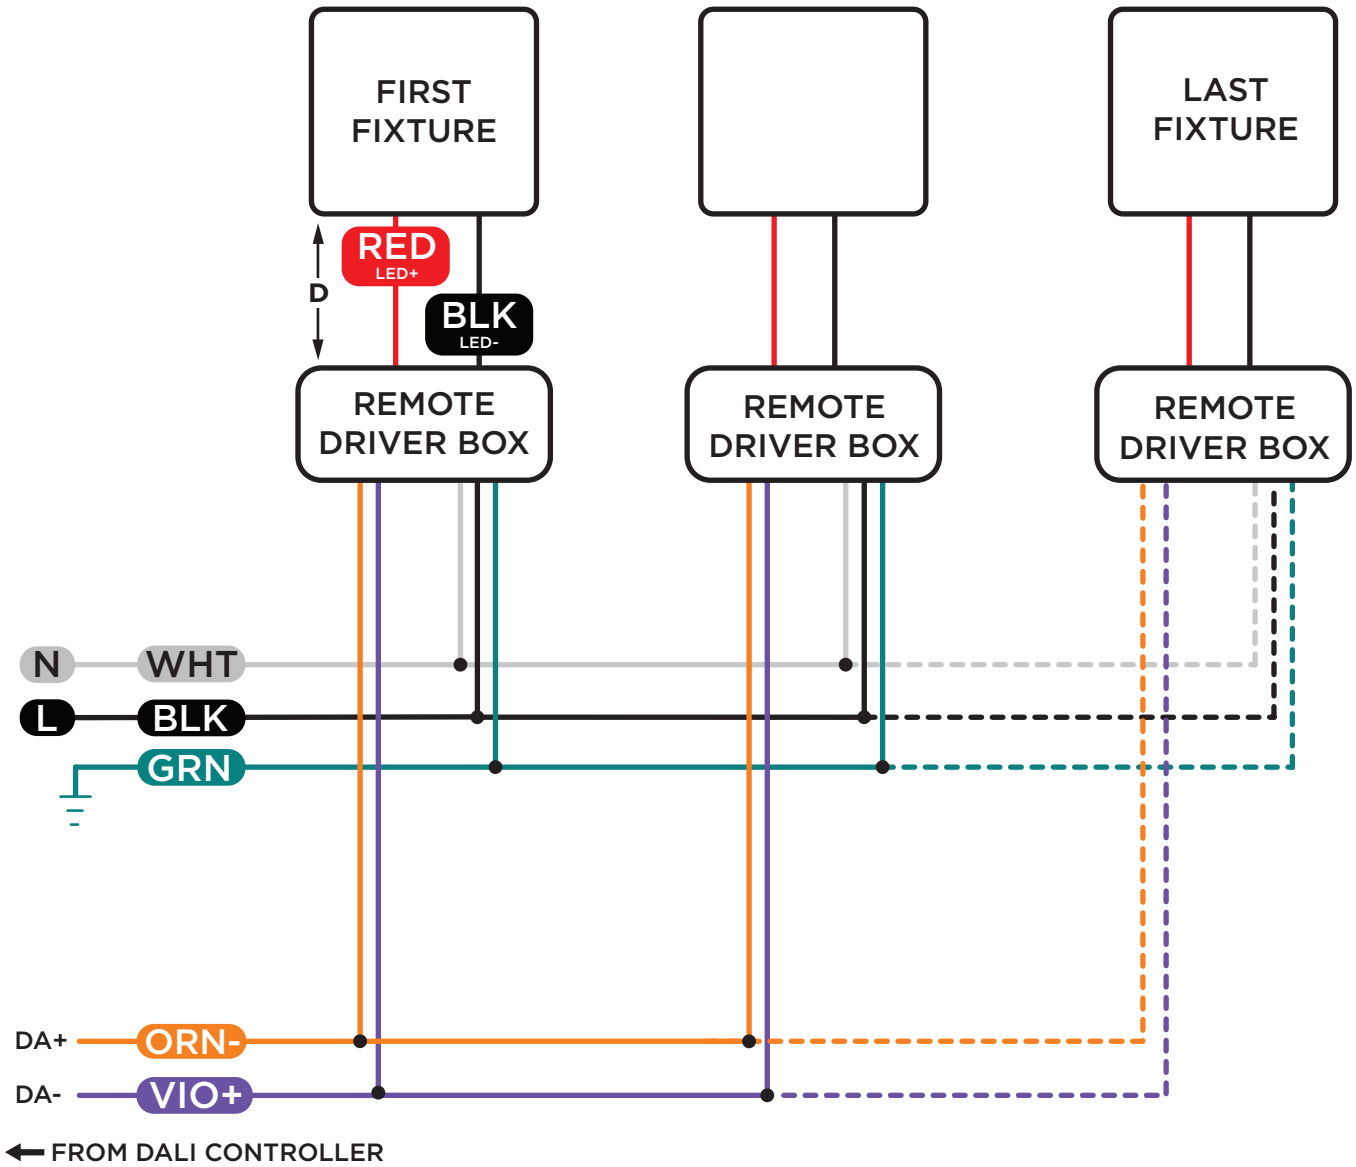 FIRST
FIXTURE
LAST
FIXTURE
RED
LED+
D
BLK
LED-
REMOTE
DRIVER BOX
REMOTE
DRIVER BOX
REMOTE
DRIVER BOX
N WHT
L BLK
GRN
DA+ ORN-
DA- VIO+
FROM DALI CONTROLLER